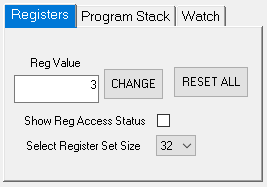 Registers Program Stack Watch
Reg Value
3 CHANGE RESET ALL
Show Reg Access Status
Select Register Set Size 32